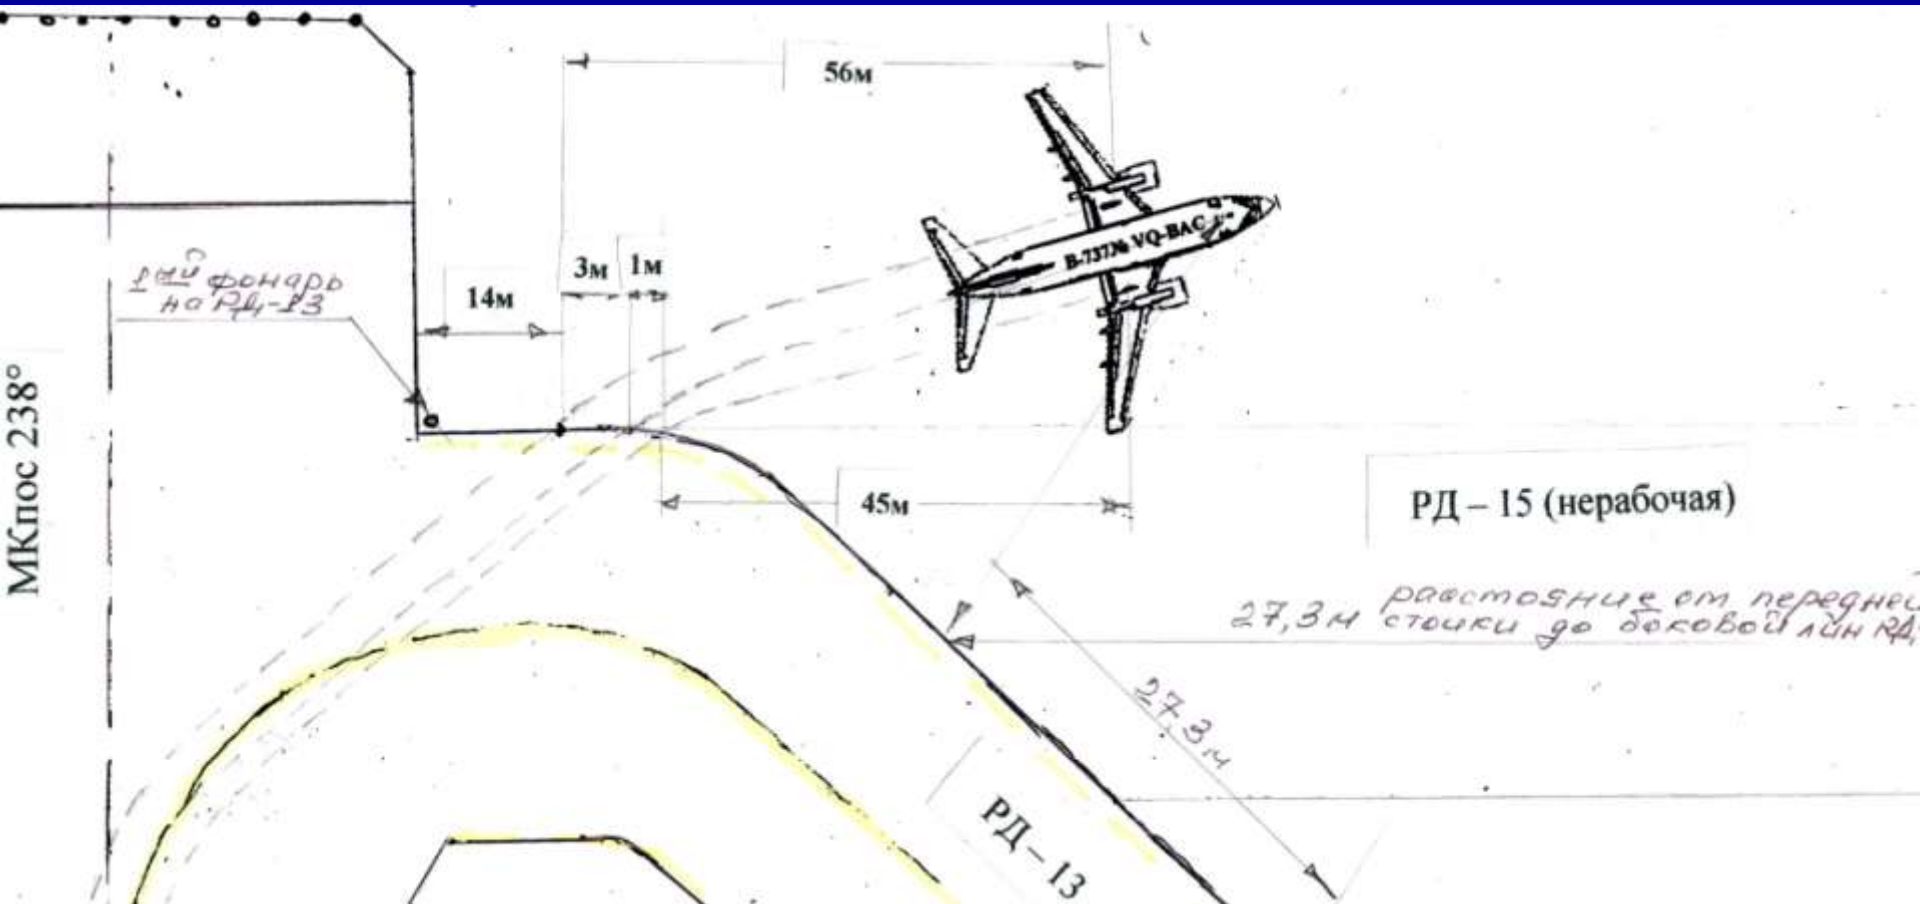 56м
3м
1м
14м
1ый фонарь
на РД-13
В-737№ VQ-BAC
МКпос 238°
45м
РД – 15 (нерабочая)
расстояние от передней
27,3м стойки до боковой лин РД,
27,3м
РД – 13